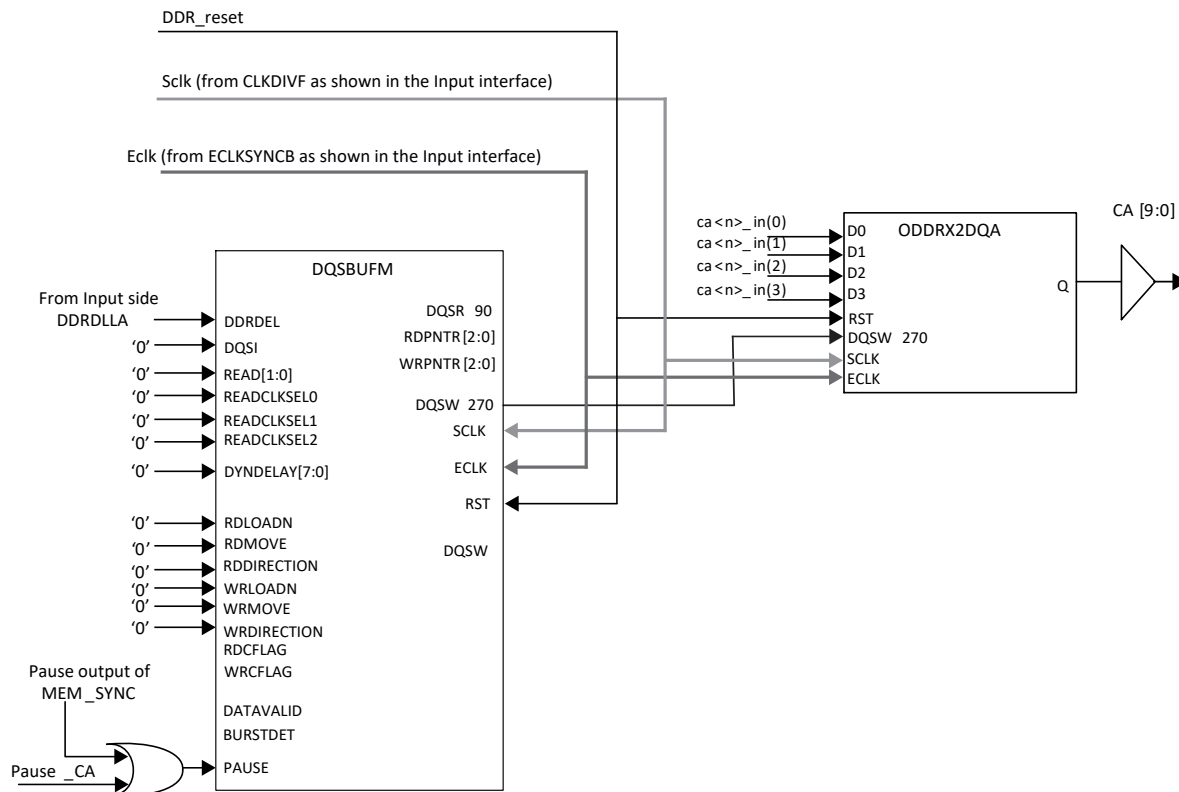 DDR_reset
Sclk (from CLKDIVF as shown in the Input interface)
Eclk (from ECLKSYNCB as shown in the Input interface)
CA [9:0]
ca<n>_in(0)
ca<n>_in(1)
ca<n>_in(2)
ca<n>_in(3)
ODDRX2DQA
D0
D1
D2
D3
RST
DQSW 270
SCLK
ECLK
Q
DQSBUFM
From Input side
DDRDLLA
'0'
'0'
'0'
'0'
'0'
'0'
'0'
'0'
'0'
'0'
'0'
'0'
DDRDEL
DQSI
READ[1:0]
READCLKSEL0
READCLKSEL1
READCLKSEL2
DYNDELAY[7:0]
RDLOADN
RDMOVE
RDDIRECTION
WRLOADN
WRMOVE
WRDIRECTION
RDCFLAG
WRCFLAG
DATAVALID
BURSTDET
PAUSE
DQSR 90
RDPNTR[2:0]
WRPNTR[2:0]
DQSW 270
SCLK
ECLK
RST
DQSW
Pause output of
MEM _SYNC
Pause _CA